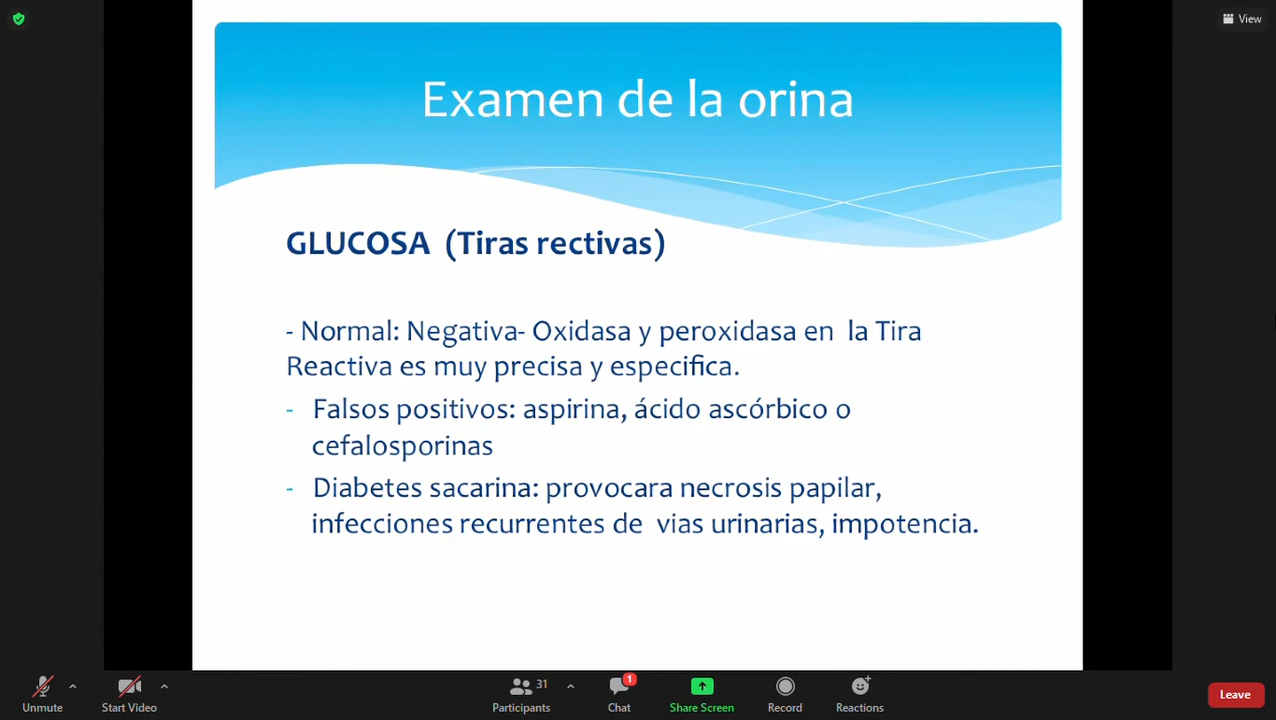 View
Examen de la orina
GLUCOSA (Tiras rectivas)
- Normal: Negativa- Oxidasa y peroxidasa en la Tira
Reactiva es muy precisa y especifica.
- Falsos positivos: aspirina, ácido ascórbico o
cefalosporinas
- Diabetes sacarina: provocara necrosis papilar,
infecciones recurrentes de vias urinarias, impotencia.
31
1
Unmute
Start Video
Participants
Chat
Share Screen
Record
Reactions
Leave